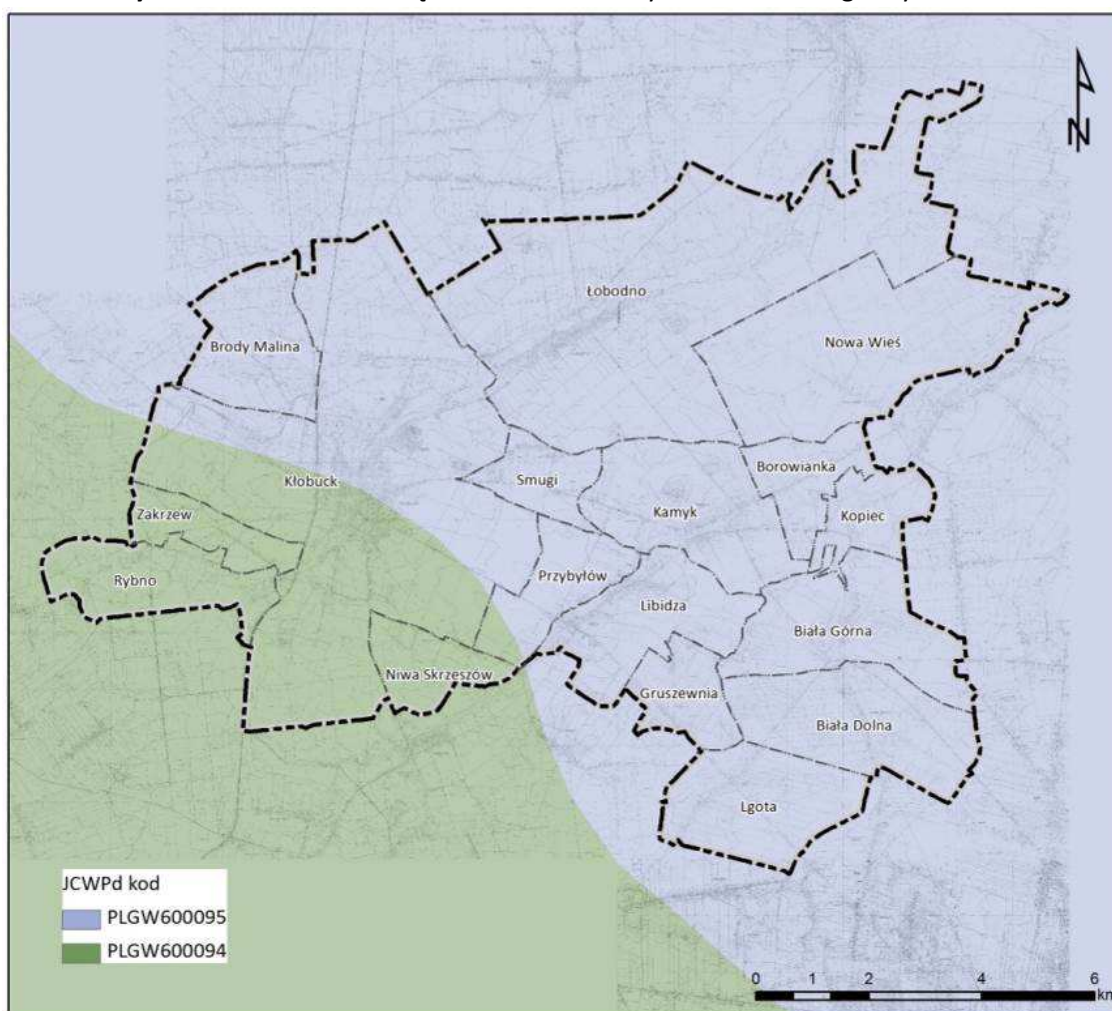 N
Łobodno
Nowa Wieś
Brody Malina
Borowianka
Smugi
Kłobuck
Kamyk
Kopiec
Zakrzew
Rybno
Przybyłów
Libidza
Biała Górna
Niwa Skrzeszów
Gruszewnia
Biała Dolna
Lgota
JCWPd kod
PLGW600095
PLGW600094
0 1 2 4 6
km